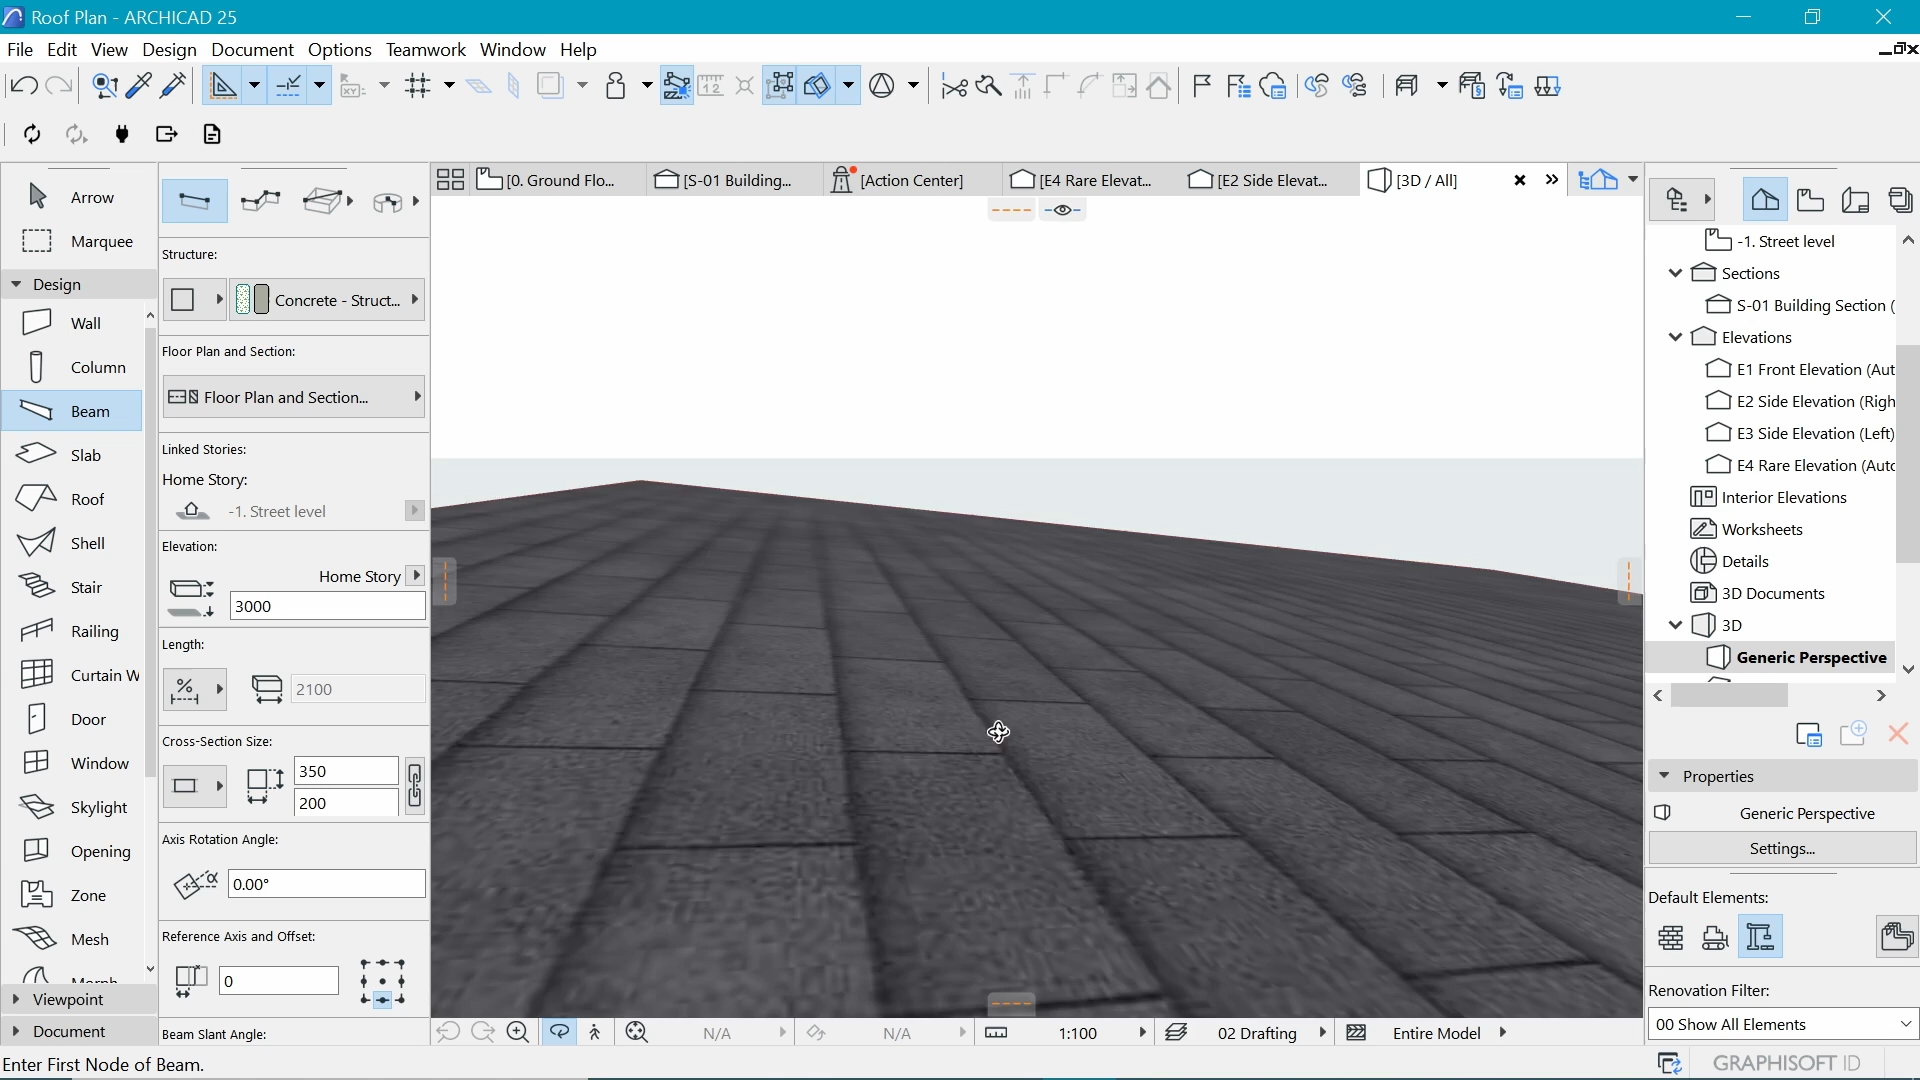 Roof Plan - ARCHICAD 25
File Edit View Design Document Options Teamwork Window Help
[0. Ground Flo...
[S-01 Building...
[Action Center]
[E4 Rare Elevat...
[E2 Side Elevat...
[3D / All]
Arrow
Marquee
Design
Wall
Column
Beam
Slab
Roof
Shell
Stair
Railing
Curtain W
Door
Window
Skylight
Opening
Zone
Mesh
Morph
Viewpoint
Document
Structure:
Concrete - Struct...
Floor Plan and Section:
Floor Plan and Section...
Linked Stories:
Home Story:
-1. Street level
Elevation:
Home Story
3000
Length:
2100
Cross-Section Size:
350
200
Axis Rotation Angle:
0.00°
Reference Axis and Offset:
0
Beam Slant Angle:
N/A
N/A
1:100
02 Drafting
Entire Model
-1. Street level
Sections
S-01 Building Section (
Elevations
E1 Front Elevation (Aut
E2 Side Elevation (Righ
E3 Side Elevation (Left)
E4 Rare Elevation (Auto
Interior Elevations
Worksheets
Details
3D Documents
3D
Generic Perspective
Properties
Generic Perspective
Settings...
Default Elements:
Renovation Filter:
00 Show All Elements
Enter First Node of Beam.
GRAPHISOFT ID